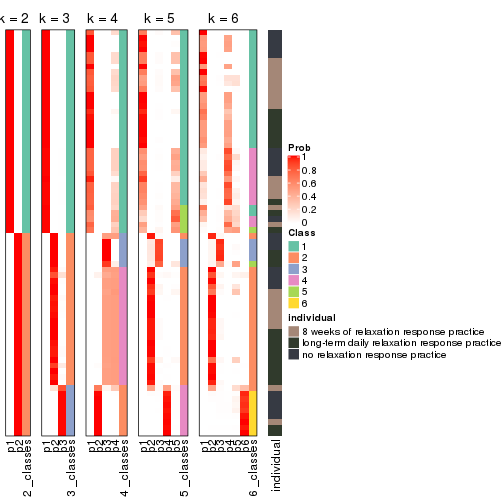 k = 2 k = 3 k = 4 k = 5 k = 6
Prob
1
0.8
0.6
0.4
0.2
0
Class
1
2
3
4
5
6
individual
8 weeks of relaxation response practice
long-term daily relaxation response practice
no relaxation response practice
p1 p2 2_classes p1 p2 p3 3_classes p1 p2 p3 p4 4_classes p1 p2 p3 p4 p5 5_classes p1 p2 p3 p4 p5 p6 6_classes individual